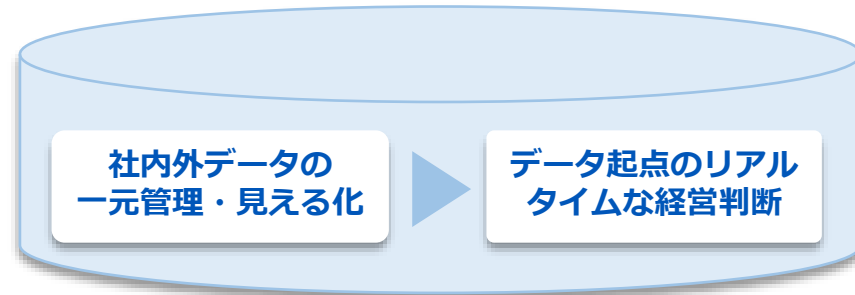 社内外データの
一元管理・見える化
データ起点のリアル
タイムな経営判断